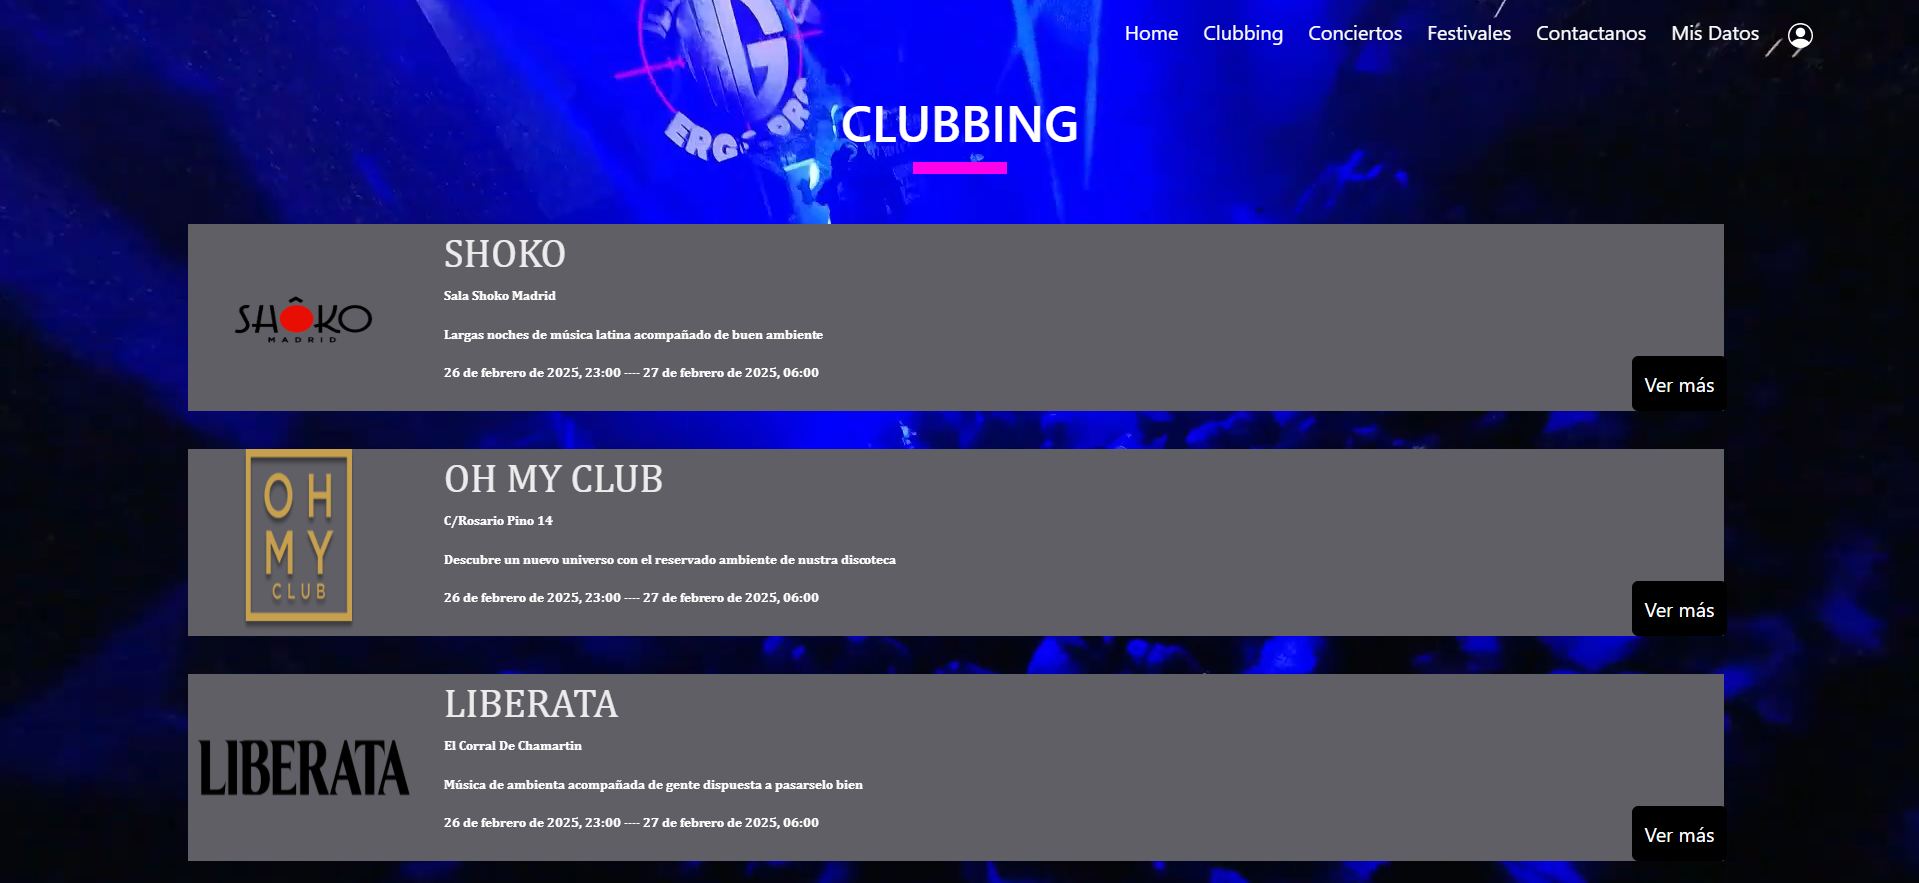 Home Clubbing Conciertos Festivales Contactanos Mis Datos
CLUBBING
SHÔKO
MADRID
SHOKO
Sala Shoko Madrid
Largas noches de música latina acompañado de buen ambiente
26 de febrero de 2025, 23:00 ---- 27 de febrero de 2025, 06:00
Ver más
OH
MY
CLUB
OH MY CLUB
C/Rosario Pino 14
Descubre un nuevo universo con el reservado ambiente de nustra discoteca
26 de febrero de 2025, 23:00 ---- 27 de febrero de 2025, 06:00
Ver más
LIBERATA
LIBERATA
El Corral De Chamartin
Música de ambienta acompañada de gente dispuesta a pasarselo bien
26 de febrero de 2025, 23:00 ---- 27 de febrero de 2025, 06:00
Ver más